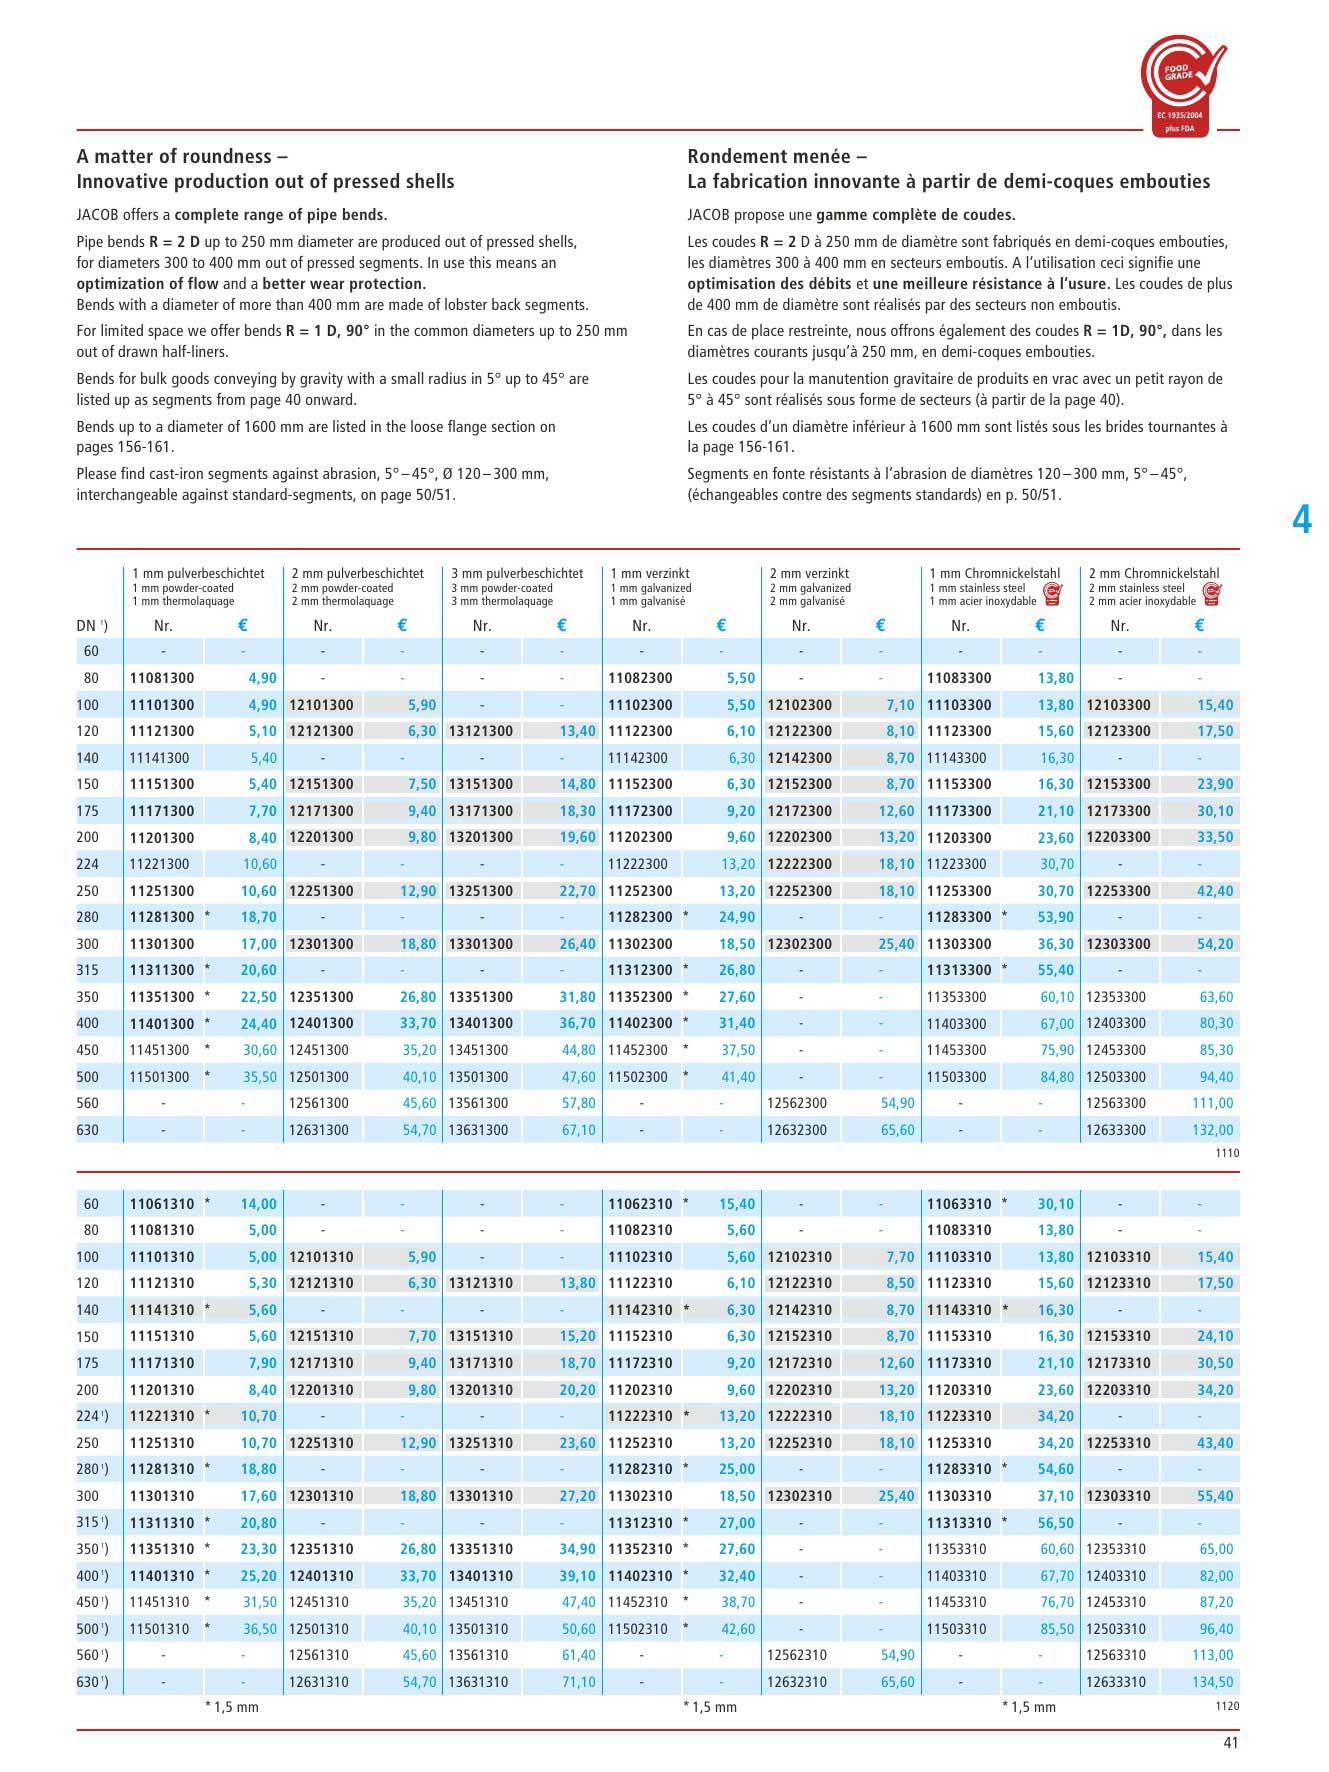 FOOD
GRADE
EC 1935/2004
plus FDA
A matter of roundness –
Innovative production out of pressed shells
JACOB offers a complete range of pipe bends.
Pipe bends R = 2 D up to 250 mm diameter are produced out of pressed shells,
for diameters 300 to 400 mm out of pressed segments. In use this means an
optimization of flow and a better wear protection.
Bends with a diameter of more than 400 mm are made of lobster back segments.
For limited space we offer bends R = 1 D, 90° in the common diameters up to 250 mm
out of drawn half-liners.
Bends for bulk goods conveying by gravity with a small radius in 5° up to 45° are
listed up as segments from page 40 onward.
Bends up to a diameter of 1600 mm are listed in the loose flange section on
pages 156-161.
Please find cast-iron segments against abrasion, 5°–45°, Ø 120–300 mm,
interchangeable against standard-segments, on page 50/51.
Rondement menée –
La fabrication innovante à partir de demi-coques embouties
JACOB propose une gamme complète de coudes.
Les coudes R = 2 D à 250 mm de diamètre sont fabriqués en demi-coques embouties,
les diamètres 300 à 400 mm en secteurs emboutis. A l'utilisation ceci signifie une
optimisation des débits et une meilleure résistance à l'usure. Les coudes de plus
de 400 mm de diamètre sont réalisés par des secteurs non emboutis.
En cas de place restreinte, nous offrons également des coudes R = 1D, 90°, dans les
diamètres courants jusqu'à 250 mm, en demi-coques embouties.
Les coudes pour la manutention gravitaire de produits en vrac avec un petit rayon de
5° à 45° sont réalisés sous forme de secteurs (à partir de la page 40).
Les coudes d'un diamètre inférieur à 1600 mm sont listés sous les brides tournantes à
la page 156-161.
Segments en fonte résistants à l'abrasion de diamètres 120–300 mm, 5°–45°,
(échangeables contre des segments standards) en p. 50/51.
4
1 mm pulverbeschichtet 2 mm pulverbeschichtet 3 mm pulverbeschichtet 1 mm verzinkt 2 mm verzinkt 1 mm Chromnickelstahl 2 mm Chromnickelstahl
1 mm powder-coated 2 mm powder-coated 3 mm powder-coated 1 mm galvanized 2 mm galvanized 1 mm stainless steel 2 mm stainless steel
1 mm thermolaquage 2 mm thermolaquage 3 mm thermolaquage 1 mm galvanisé 2 mm galvanisé 1 mm acier inoxydable 2 mm acier inoxydable
DN ¹) Nr. € Nr. € Nr. € Nr. € Nr. € Nr. € Nr. €
60 - - - - - - - - - - - - - -
80 11081300 4,90 - - - - 11082300 5,50 - - 11083300 13,80 - -
100 11101300 4,90 12101300 5,90 - - 11102300 5,50 12102300 7,10 11103300 13,80 12103300 15,40
120 11121300 5,10 12121300 6,30 13121300 13,40 11122300 6,10 12122300 8,10 11123300 15,60 12123300 17,50
140 11141300 5,40 - - - - 11142300 6,30 12142300 8,70 11143300 16,30 - -
150 11151300 5,40 12151300 7,50 13151300 14,80 11152300 6,30 12152300 8,70 11153300 16,30 12153300 23,90
175 11171300 7,70 12171300 9,40 13171300 18,30 11172300 9,20 12172300 12,60 11173300 21,10 12173300 30,10
200 11201300 8,40 12201300 9,80 13201300 19,60 11202300 9,60 12202300 13,20 11203300 23,60 12203300 33,50
224 11221300 10,60 - - - - 11222300 13,20 12222300 18,10 11223300 30,70 - -
250 11251300 10,60 12251300 12,90 13251300 22,70 11252300 13,20 12252300 18,10 11253300 30,70 12253300 42,40
280 11281300 * 18,70 - - - - 11282300 * 24,90 - - 11283300 * 53,90 - -
300 11301300 17,00 12301300 18,80 13301300 26,40 11302300 18,50 12302300 25,40 11303300 36,30 12303300 54,20
315 11311300 * 20,60 - - - - 11312300 * 26,80 - - 11313300 * 55,40 - -
350 11351300 * 22,50 12351300 26,80 13351300 31,80 11352300 * 27,60 - - 11353300 60,10 12353300 63,60
400 11401300 * 24,40 12401300 33,70 13401300 36,70 11402300 * 31,40 - - 11403300 67,00 12403300 80,30
450 11451300 * 30,60 12451300 35,20 13451300 44,80 11452300 * 37,50 - - 11453300 75,90 12453300 85,30
500 11501300 * 35,50 12501300 40,10 13501300 47,60 11502300 * 41,40 - - 11503300 84,80 12503300 94,40
560 - - 12561300 45,60 13561300 57,80 - - 12562300 54,90 - - 12563300 111,00
630 - - 12631300 54,70 13631300 67,10 - - 12632300 65,60 - - 12633300 132,00
1110
60 11061310 * 14,00 - - - - 11062310 * 15,40 - - 11063310 * 30,10 - -
80 11081310 5,00 - - - - 11082310 5,60 - - 11083310 13,80 - -
100 11101310 5,00 12101310 5,90 - - 11102310 5,60 12102310 7,70 11103310 13,80 12103310 15,40
120 11121310 5,30 12121310 6,30 13121310 13,80 11122310 6,10 12122310 8,50 11123310 15,60 12123310 17,50
140 11141310 * 5,60 - - - - 11142310 * 6,30 12142310 8,70 11143310 * 16,30 - -
150 11151310 5,60 12151310 7,70 13151310 15,20 11152310 6,30 12152310 8,70 11153310 16,30 12153310 24,10
175 11171310 7,90 12171310 9,40 13171310 18,70 11172310 9,20 12172310 12,60 11173310 21,10 12173310 30,50
200 11201310 8,40 12201310 9,80 13201310 20,20 11202310 9,60 12202310 13,20 11203310 23,60 12203310 34,20
224¹) 11221310 * 10,70 - - - - 11222310 * 13,20 12222310 18,10 11223310 34,20 - -
250 11251310 10,70 12251310 12,90 13251310 23,60 11252310 13,20 12252310 18,10 11253310 34,20 12253310 43,40
280¹) 11281310 * 18,80 - - - - 11282310 * 25,00 - - 11283310 * 54,60 - -
300 11301310 17,60 12301310 18,80 13301310 27,20 11302310 18,50 12302310 25,40 11303310 37,10 12303310 55,40
315¹) 11311310 * 20,80 - - - - 11312310 * 27,00 - - 11313310 * 56,50 - -
350¹) 11351310 * 23,30 12351310 26,80 13351310 34,90 11352310 * 27,60 - - 11353310 60,60 12353310 65,00
400¹) 11401310 * 25,20 12401310 33,70 13401310 39,10 11402310 * 32,40 - - 11403310 67,70 12403310 82,00
450¹) 11451310 * 31,50 12451310 35,20 13451310 47,40 11452310 * 38,70 - - 11453310 76,70 12453310 87,20
500¹) 11501310 * 36,50 12501310 40,10 13501310 50,60 11502310 * 42,60 - - 11503310 85,50 12503310 96,40
560¹) - - 12561310 45,60 13561310 61,40 - - 12562310 54,90 - - 12563310 113,00
630¹) - - 12631310 54,70 13631310 71,10 - - 12632310 65,60 - - 12633310 134,50
* 1,5 mm * 1,5 mm * 1,5 mm 1120
41